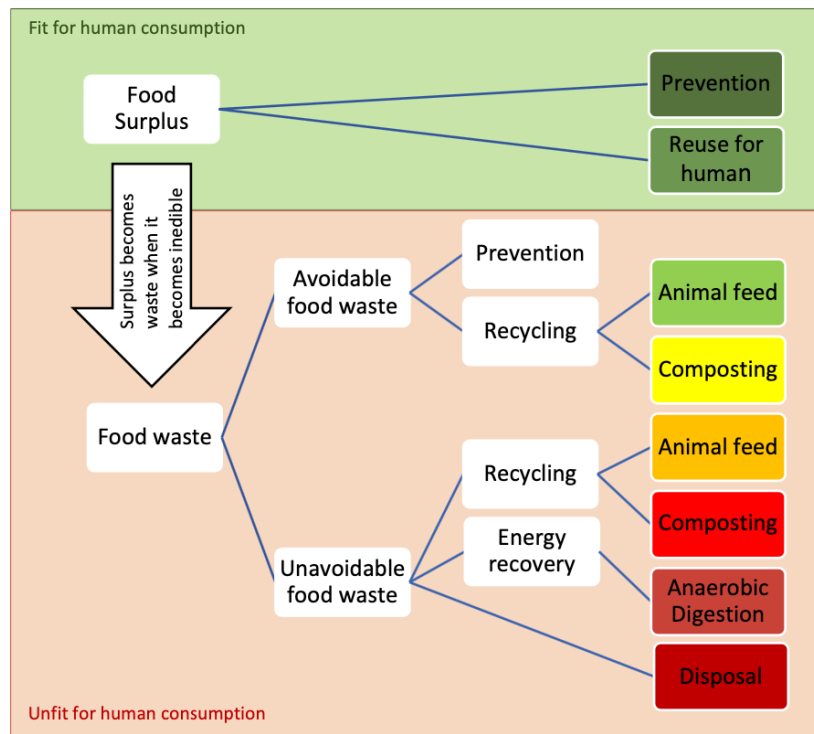 Fit for human consumption
Food
Surplus
Prevention
Reuse for
human
Surplus becomes
waste when it
becomes inedible
Food waste
Avoidable
food waste
Prevention
Recycling
Animal feed
Composting
Unavoidable
food waste
Recycling
Animal feed
Composting
Energy
recovery
Anaerobic
Digestion
Disposal
Unfit for human consumption